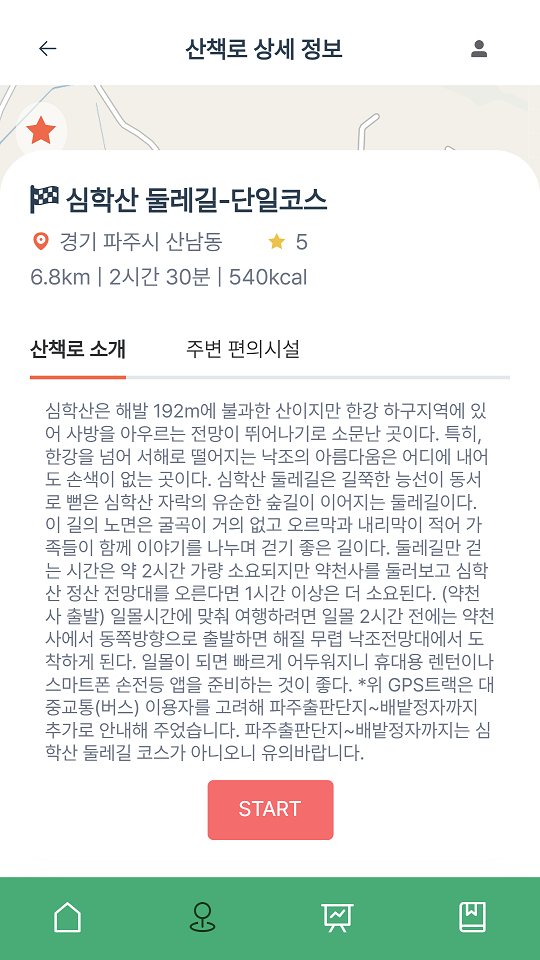 산책로 상세 정보
심학산 둘레길-단일코스
경기 파주시 산남동 5
6.8km | 2시간 30분 | 540kcal
산책로 소개 주변 편의시설
심학산은 해발 192m에 불과한 산이지만 한강 하구지역에 있
어 사방을 아우르는 전망이 뛰어나기로 소문난 곳이다. 특히,
한강을 넘어 서해로 떨어지는 낙조의 아름다움은 어디에 내어
도 손색이 없는 곳이다. 심학산 둘레길은 길쭉한 능선이 동서
로 뻗은 심학산 자락의 유순한 숲길이 이어지는 둘레길이다.
이 길의 노면은 굴곡이 거의 없고 오르막과 내리막이 적어 가
족들이 함께 이야기를 나누며 걷기 좋은 길이다. 둘레길만 걷
는 시간은 약 2시간 가량 소요되지만 약천사를 둘러보고 심학
산 정산 전망대를 오른다면 1시간 이상은 더 소요된다. (약천
사 출발) 일몰시간에 맞춰 여행하려면 일몰 2시간 전에는 약천
사에서 동쪽방향으로 출발하면 해질 무렵 낙조전망대에서 도
착하게 된다. 일몰이 되면 빠르게 어두워지니 휴대용 렌턴이나
스마트폰 손전등 앱을 준비하는 것이 좋다. *위 GPS트랙은 대
중교통(버스) 이용자를 고려해 파주출판단지~배밭정자까지
추가로 안내해 주었습니다. 파주출판단지~배밭정자까지는 심
학산 둘레길 코스가 아니오니 유의바랍니다.
START